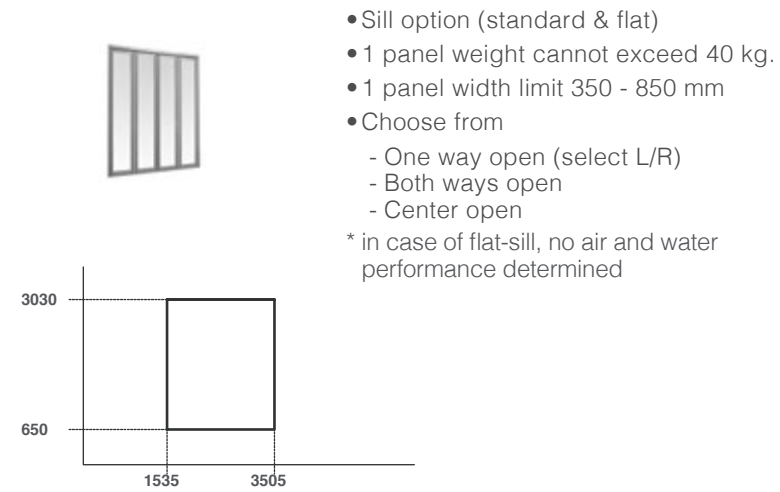 •Sill option (standard & flat)
•1 panel weight cannot exceed 40 kg.
•1 panel width limit 350 - 850 mm
•Choose from
- One way open (select L/R)
- Both ways open
- Center open
* in case of flat-sill, no air and water
performance determined
3030
650
1535 3505